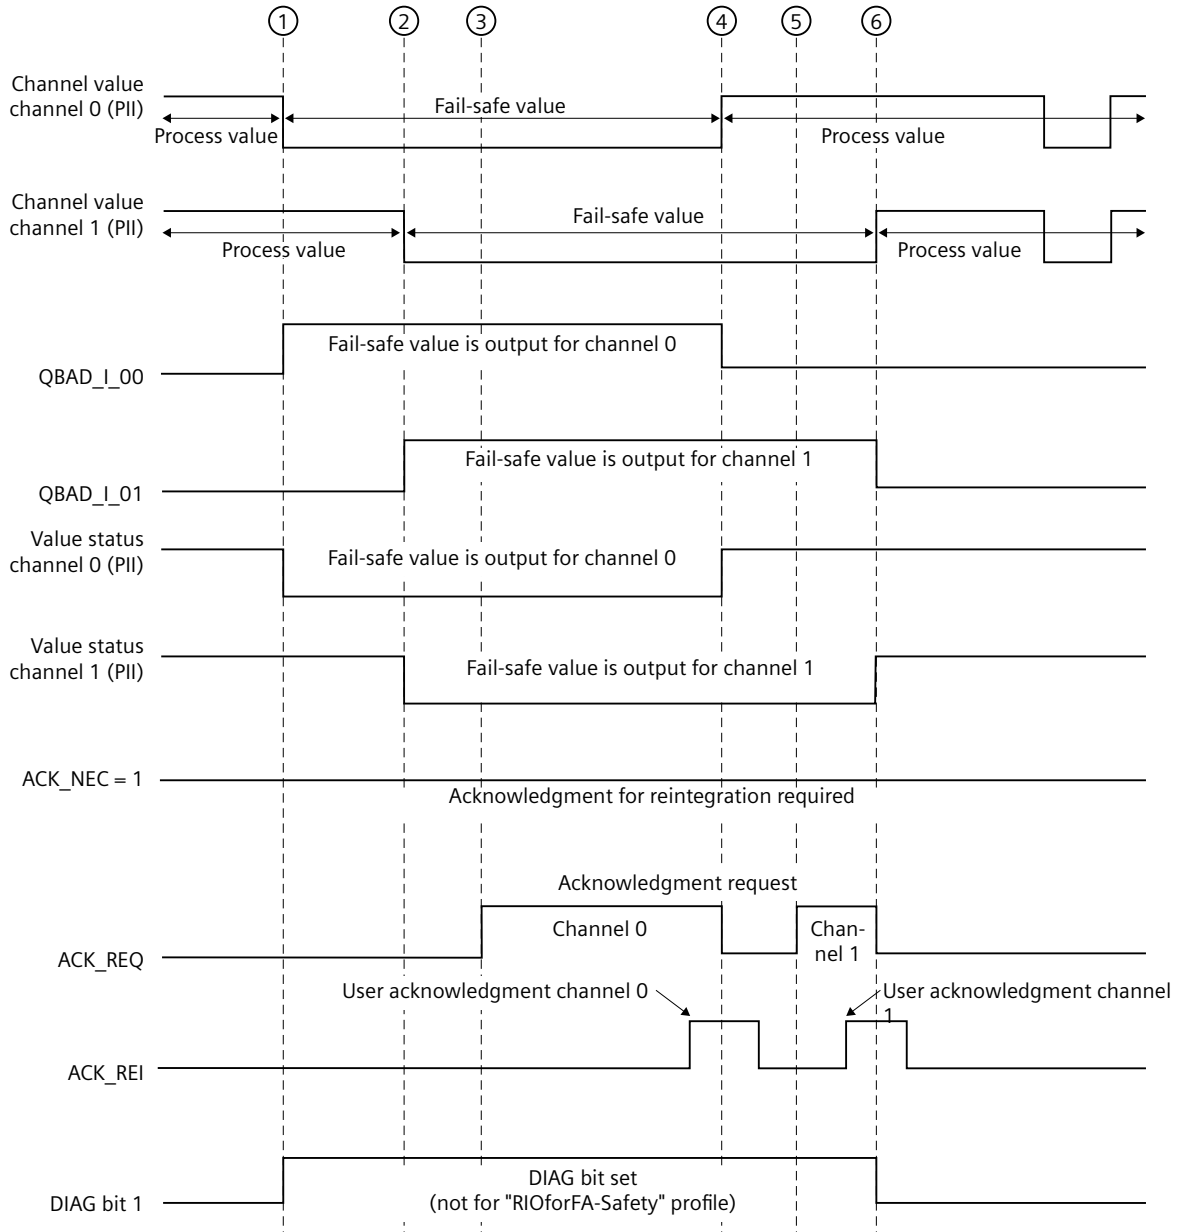 ① ② ③ ④ ⑤ ⑥
Channel value
channel 0 (PII)
Fail-safe value
Process value
Process value
Channel value
channel 1 (PII)
Fail-safe value
Process value
Process value
Fail-safe value is output for channel 0
QBAD_I_00
Fail-safe value is output for channel 1
QBAD_I_01
Value status
channel 0 (PII)
Fail-safe value is output for channel 0
Value status
channel 1 (PII)
Fail-safe value is output for channel 1
ACK_NEC = 1
Acknowledgment for reintegration required
Acknowledgment request
Channel 0
Chan-
nel 1
ACK_REQ
User acknowledgment channel 0
User acknowledgment channel
1
ACK_REI
DIAG bit set
(not for "RIOforFA-Safety" profile)
DIAG bit 1